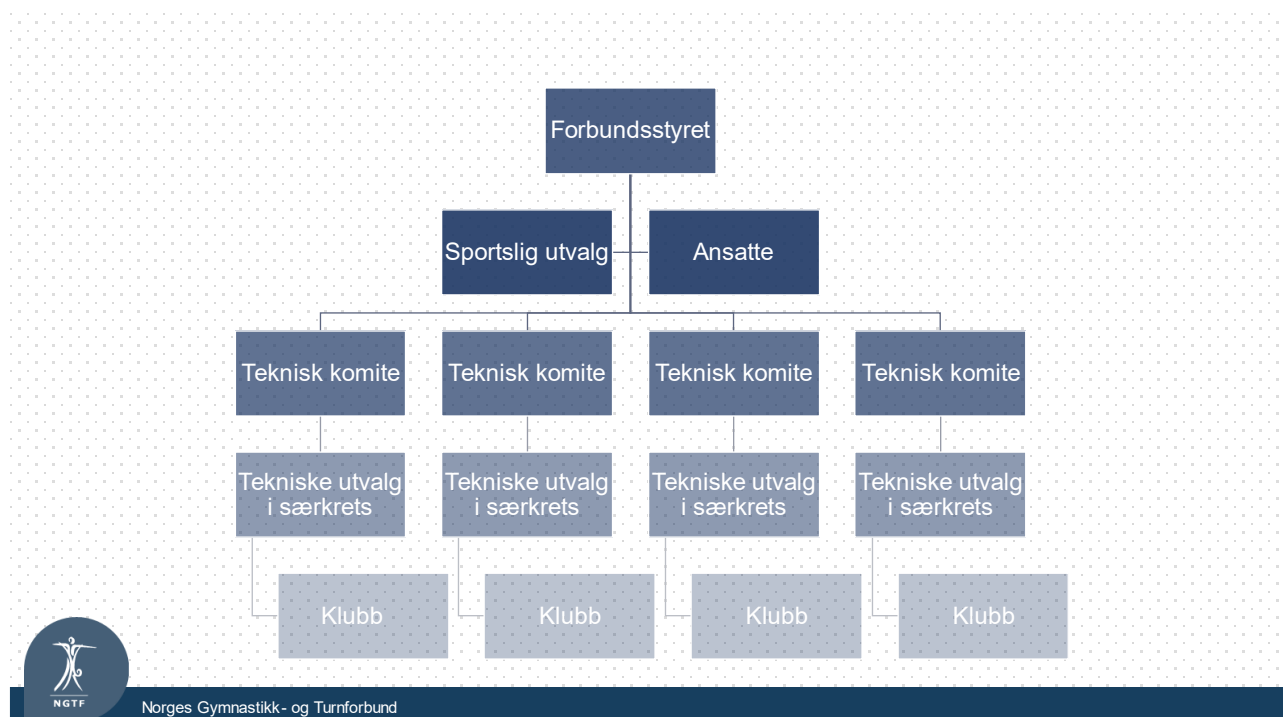 Forbundsstyret
Sportslig utvalg
Ansatte
Teknisk komite
Teknisk komite
Teknisk komite
Teknisk komite
Tekniske utvalg
i særkrets
Tekniske utvalg
i særkrets
Tekniske utvalg
i særkrets
Tekniske utvalg
i særkrets
Klubb
Klubb
Klubb
Klubb
NGTF
Norges Gymnastikk- og Turnforbund